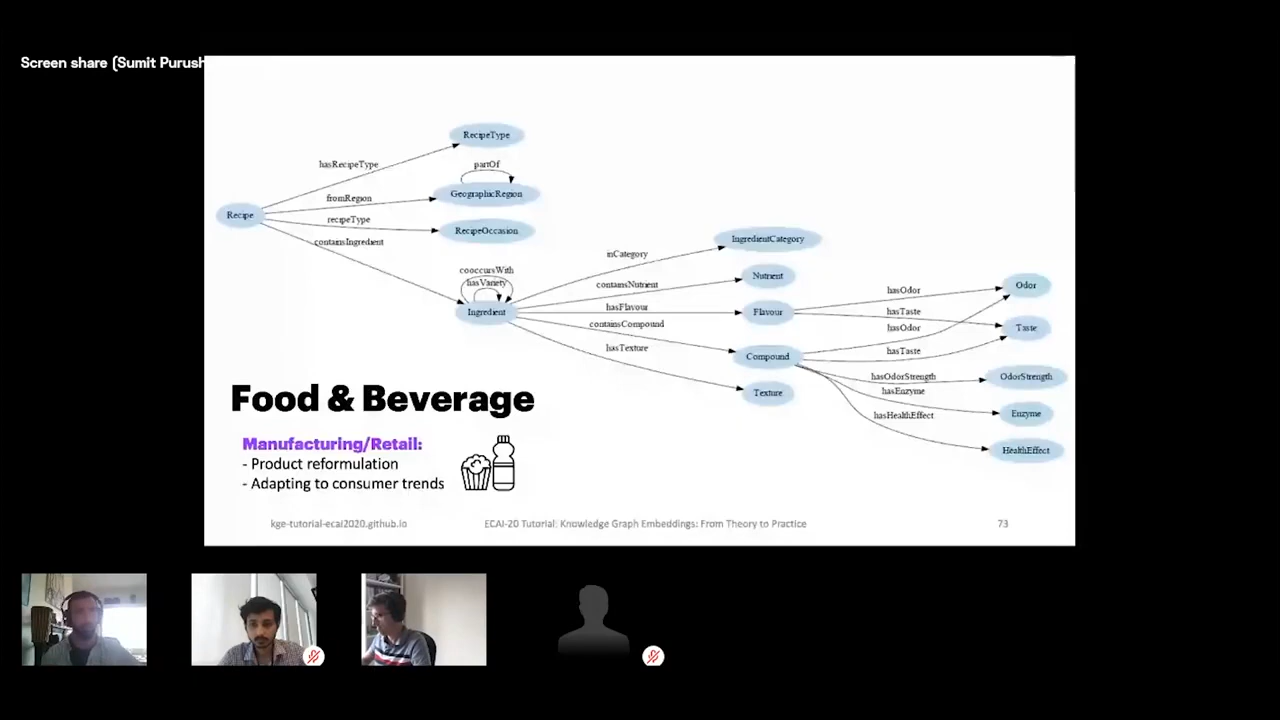 Screen share (Sumit Purush
RecipeType
hasRecipeType
partOf
fromRegion
GeographicRegion
Recipe
recipeType
RecipeOccasion
containsIngredient
inCategory
IngredientCategory
cooccursWith
hasVariety
containsNutrient
Nutrient
hasOdor
Odor
Ingredient
hasFlavour
Flavour
hasTaste
containsCompound
hasOdor
Taste
hasTexture
Compound
hasTaste
hasOdorStrength
OdorStrength
Texture
hasEnzyme
hasHealthEffect
Enzyme
HealthEffect
Food & Beverage
Manufacturing/Retail:
- Product reformulation
- Adapting to consumer trends
kge-tutorial-ecai2020.github.io
ECAI-20 Tutorial: Knowledge Graph Embeddings: From Theory to Practice
73